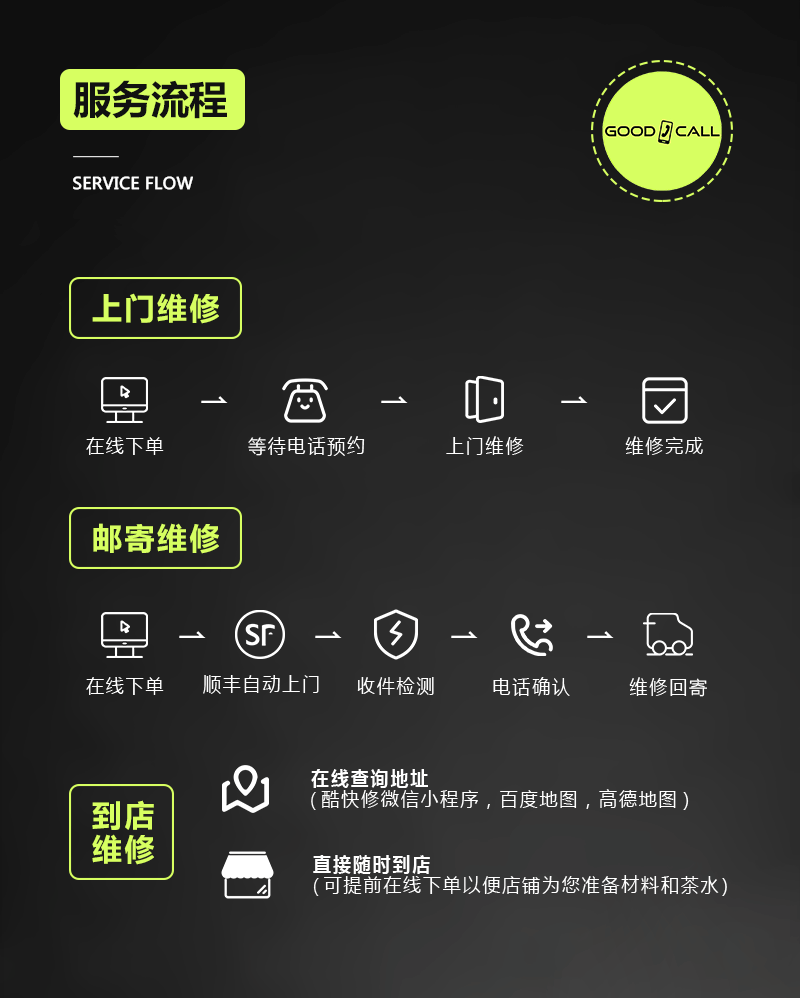 服务流程
GOOD CALL
SERVICE FLOW
上门维修
在线下单
等待电话预约
上门维修
维修完成
邮寄维修
SF
在线下单
顺丰自动上门
收件检测
电话确认
维修回寄
到店
维修
在线查询地址
(酷快修微信小程序，百度地图，高德地图)
直接随时到店
(可提前在线下单以便店铺为您准备材料和茶水)